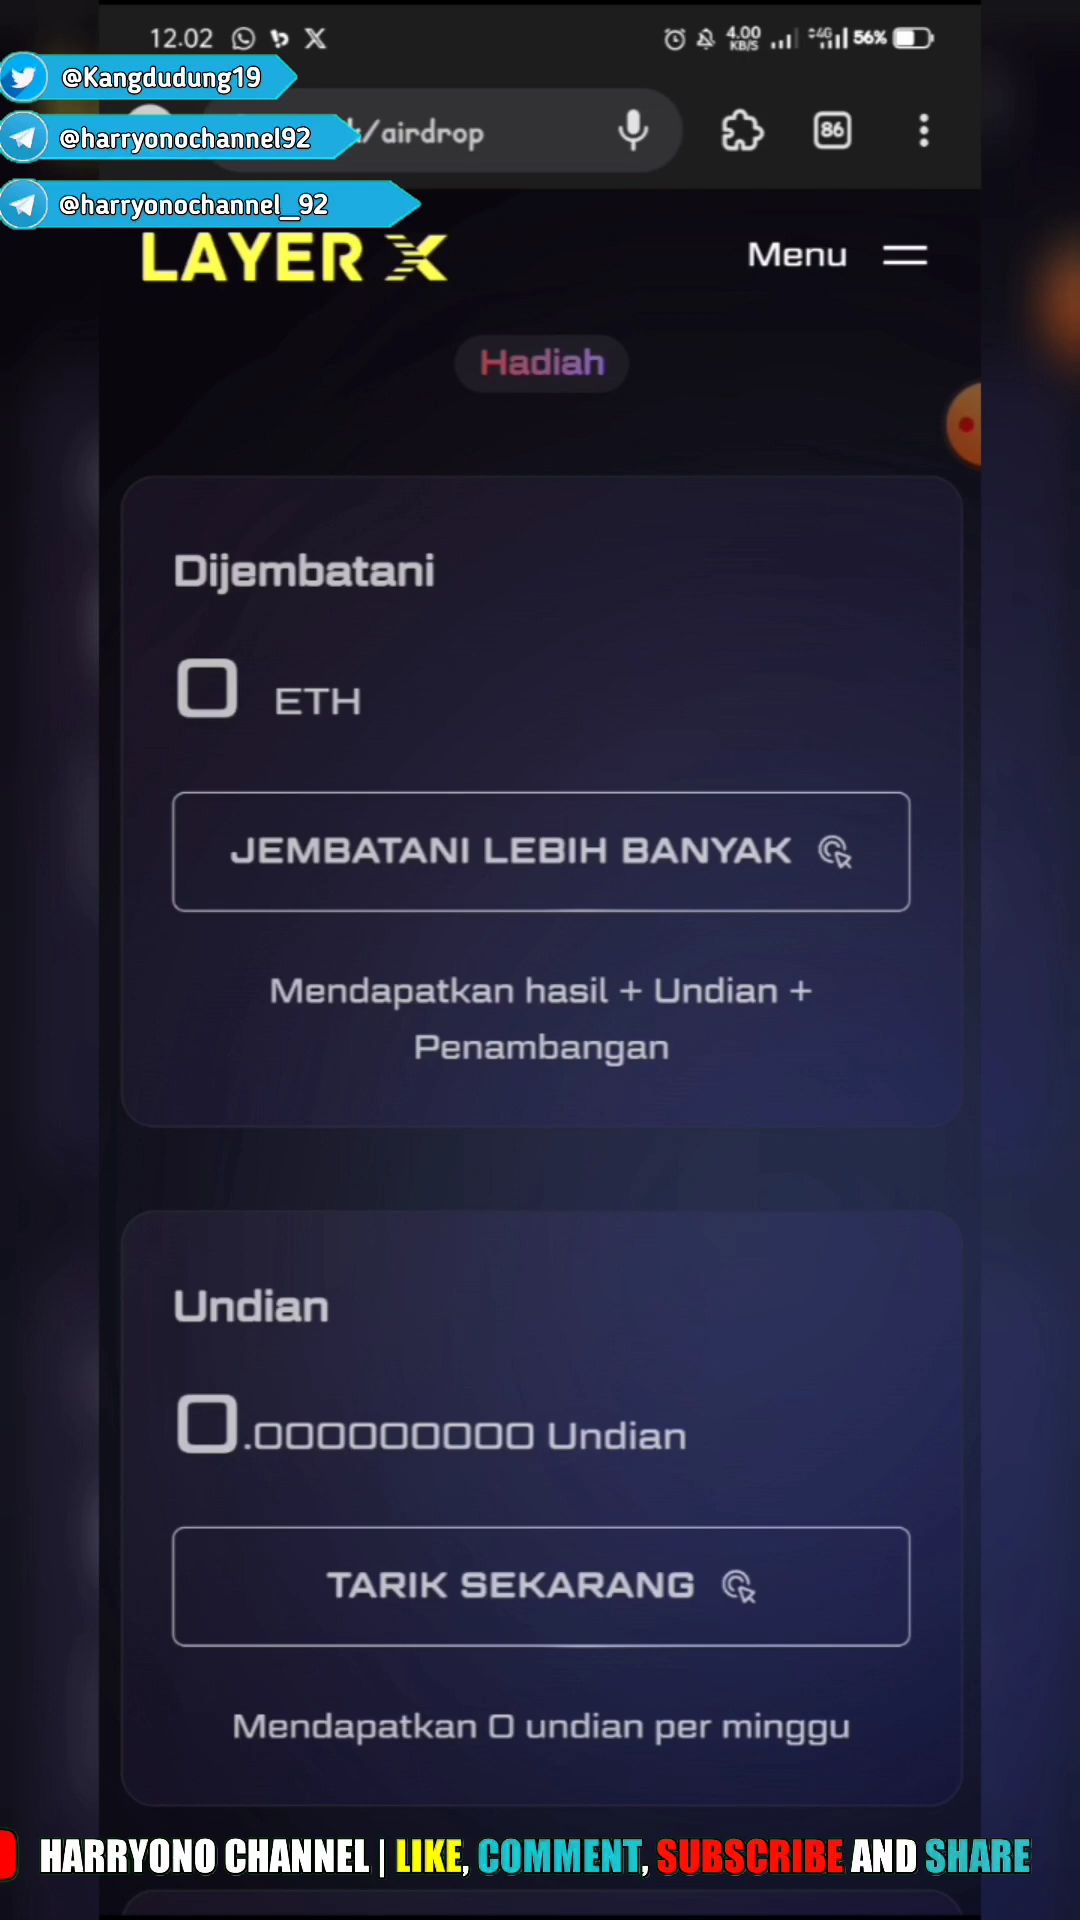 12.02
4.00 KB/S
4G
56%
@Kangdudung19
/airdrop
86
@harryonochannel92
@harryonochannel_92
LAYER X
Menu
Hadiah
Dijembatani
0 ETH
JEMBATANI LEBIH BANYAK
Mendapatkan hasil + Undian +
Penambangan
Undian
0.000000000 Undian
TARIK SEKARANG
Mendapatkan 0 undian per minggu
HARRYONO CHANNEL | LIKE, COMMENT, SUBSCRIBE AND SHARE